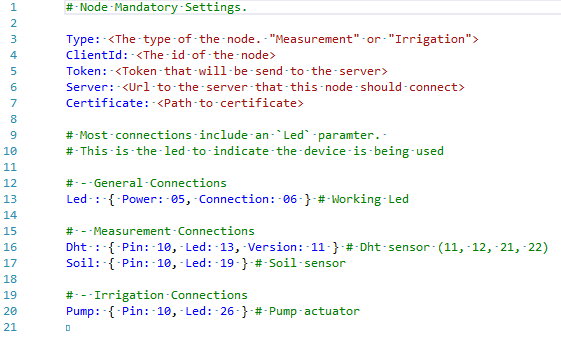 1 # Node Mandatory Settings.
2
3 Type: <The type of the node. "Measurement" or "Irrigation">
4 ClientId: <The id of the node>
5 Token: <Token that will be send to the server>
6 Server: <Url to the server that this node should connect>
7 Certificate: <Path to certificate>
8
9 # Most connections include an `Led` paramter.
10 # This is the led to indicate the device is being used
11
12 # - General Connections
13 Led : { Power: 05, Connection: 06 } # Working Led
14
15 # - Measurement Connections
16 Dht : { Pin: 10, Led: 13, Version: 11 } # Dht sensor (11, 12, 21, 22)
17 Soil: { Pin: 10, Led: 19 } # Soil sensor
18
19 # - Irrigation Connections
20 Pump: { Pin: 10, Led: 26 } # Pump actuator
21